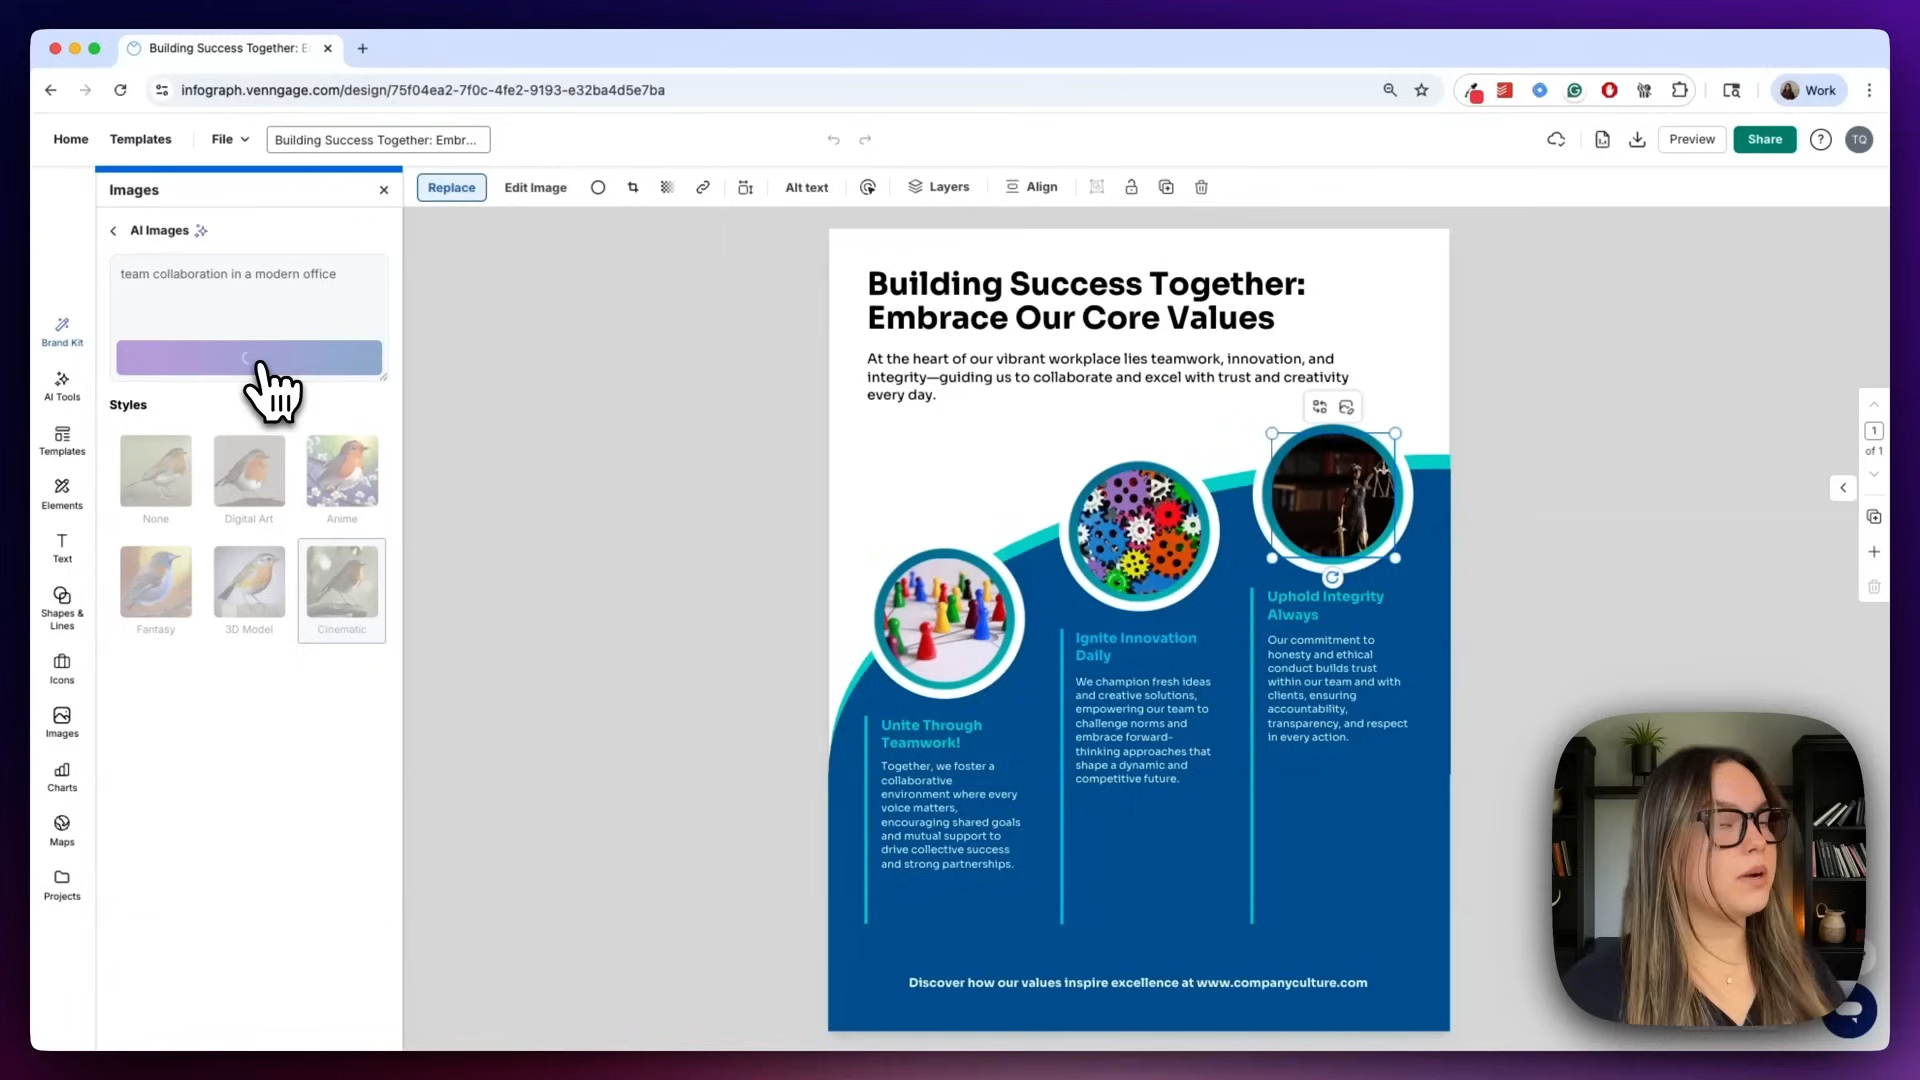 Building Success Together: E
infograph.venngage.com/design/75f04ea2-7f0c-4fe2-9193-e32ba4d5e7ba
Work
Home
Templates
File
Building Success Together: Embr...
Preview
Share
TQ
Images
Replace
Edit Image
Alt text
Layers
Align
AI Images
team collaboration in a modern office
Styles
None
Digital Art
Anime
Fantasy
3D Model
Cinematic
Brand Kit
AI Tools
Templates
Elements
Text
Shapes &
Lines
Icons
Images
Charts
Maps
Projects
Building Success Together:
Embrace Our Core Values
At the heart of our vibrant workplace lies teamwork, innovation, and
integrity—guiding us to collaborate and excel with trust and creativity
every day.
Unite Through
Teamwork!
Together, we foster a
collaborative
environment where every
voice matters,
encouraging shared goals
and mutual support to
drive collective success
and strong partnerships.
Ignite Innovation
Daily
We champion fresh ideas
and creative solutions,
empowering our team to
challenge norms and
embrace forward-
thinking approaches that
shape a dynamic and
competitive future.
Uphold Integrity
Always
Our commitment to
honesty and ethical
conduct builds trust
within our team and with
clients, ensuring
accountability,
transparency, and respect
in every action.
Discover how our values inspire excellence at www.companyculture.com
1
of 1